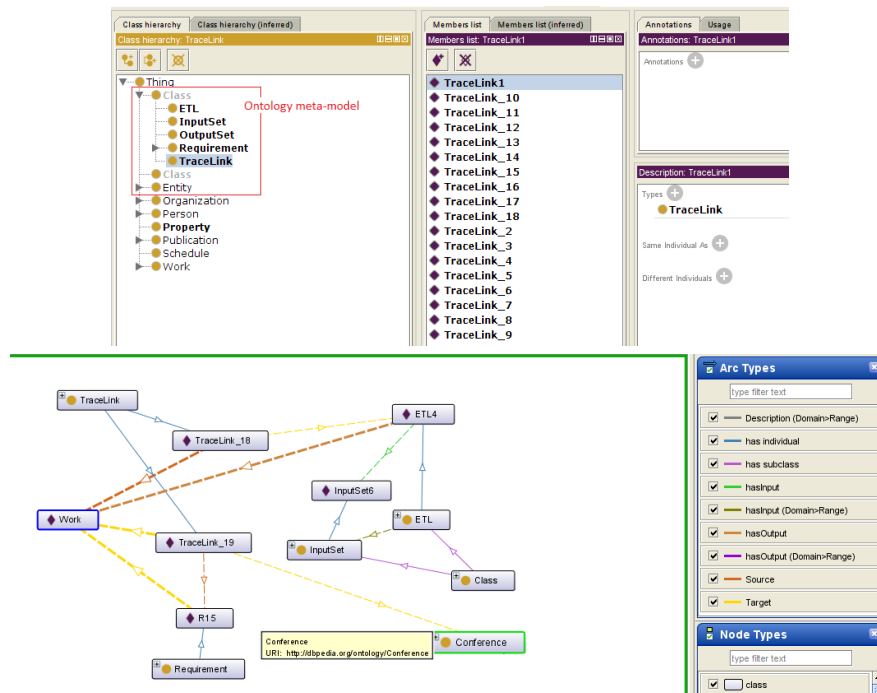 Class hierarchy
Class hierarchy (inferred)
Class hierarchy: TraceLink
Thing
Class
ETL
InputSet
OutputSet
Requirement
TraceLink
Class
Entity
Organization
Person
Property
Publication
Schedule
Work
Ontology meta-model
Members list
Members list (inferred)
Members list: TraceLink1
TraceLink1
TraceLink_10
TraceLink_11
TraceLink_12
TraceLink_13
TraceLink_14
TraceLink_15
TraceLink_16
TraceLink_17
TraceLink_18
TraceLink_2
TraceLink_3
TraceLink_4
TraceLink_5
TraceLink_6
TraceLink_7
TraceLink_8
TraceLink_9
Annotations
Usage
Annotations: TraceLink1
Annotations
Description: TraceLink1
Types
TraceLink
Same Individual As
Different Individuals
TraceLink
ETL4
TraceLink_18
InputSet6
Work
ETL
TraceLink_19
InputSet
Class
R15
Conference
URI: http://dbpedia.org/ontology/Conference
Conference
Requirement
Arc Types
type filter text
Description (Domain>Range)
has individual
has subclass
hasInput
hasInput (Domain>Range)
hasOutput
hasOutput (Domain>Range)
Source
Target
Node Types
type filter text
class